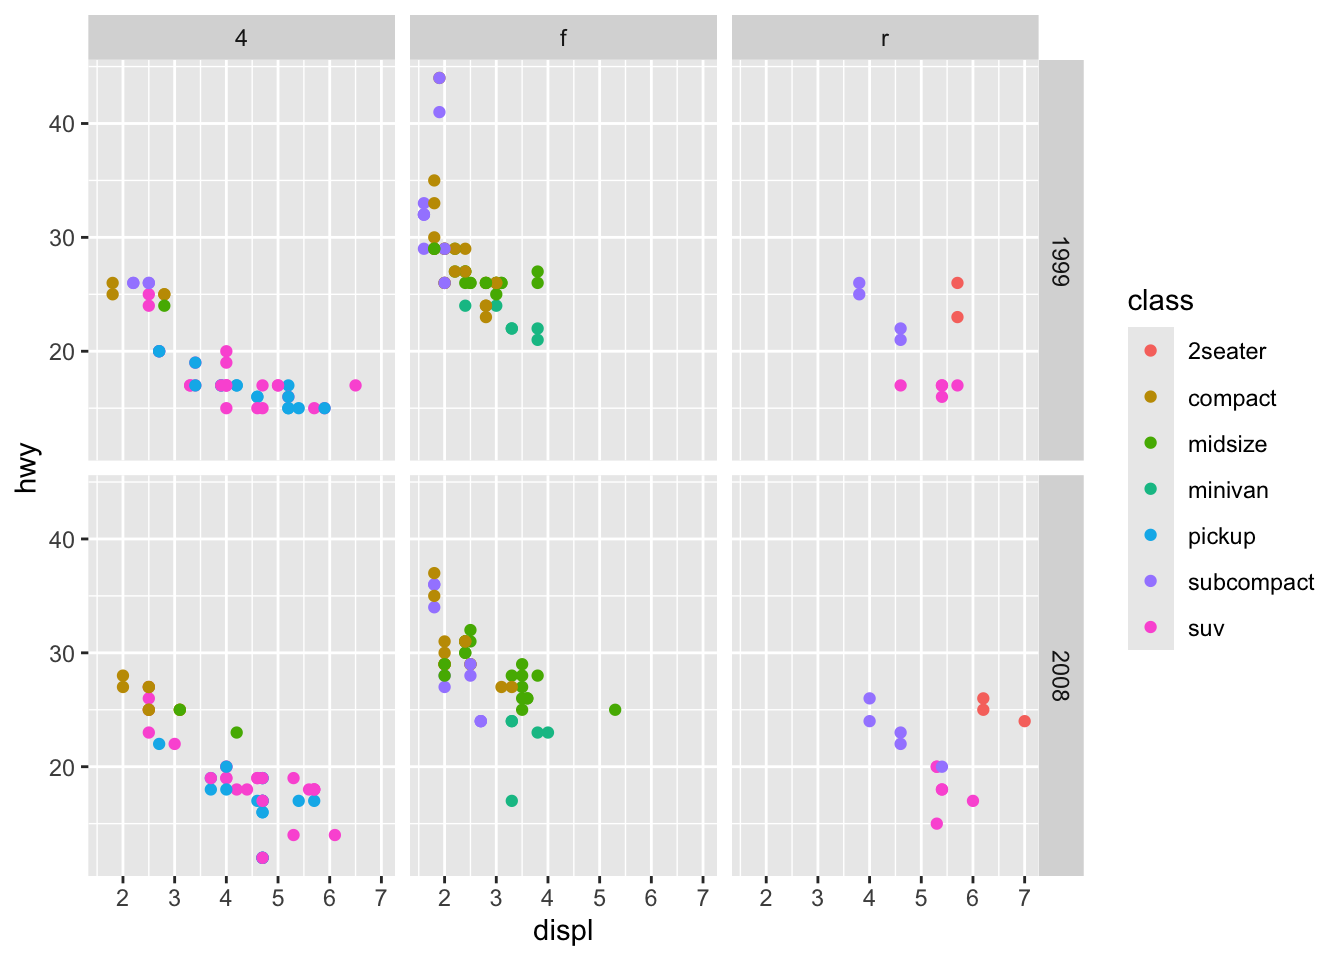 4 f r
40
30
20
1999
hwy
40
30
20
2008
2 3 4 5 6 7 2 3 4 5 6 7 2 3 4 5 6 7
displ
class
2seater
compact
midsize
minivan
pickup
subcompact
suv